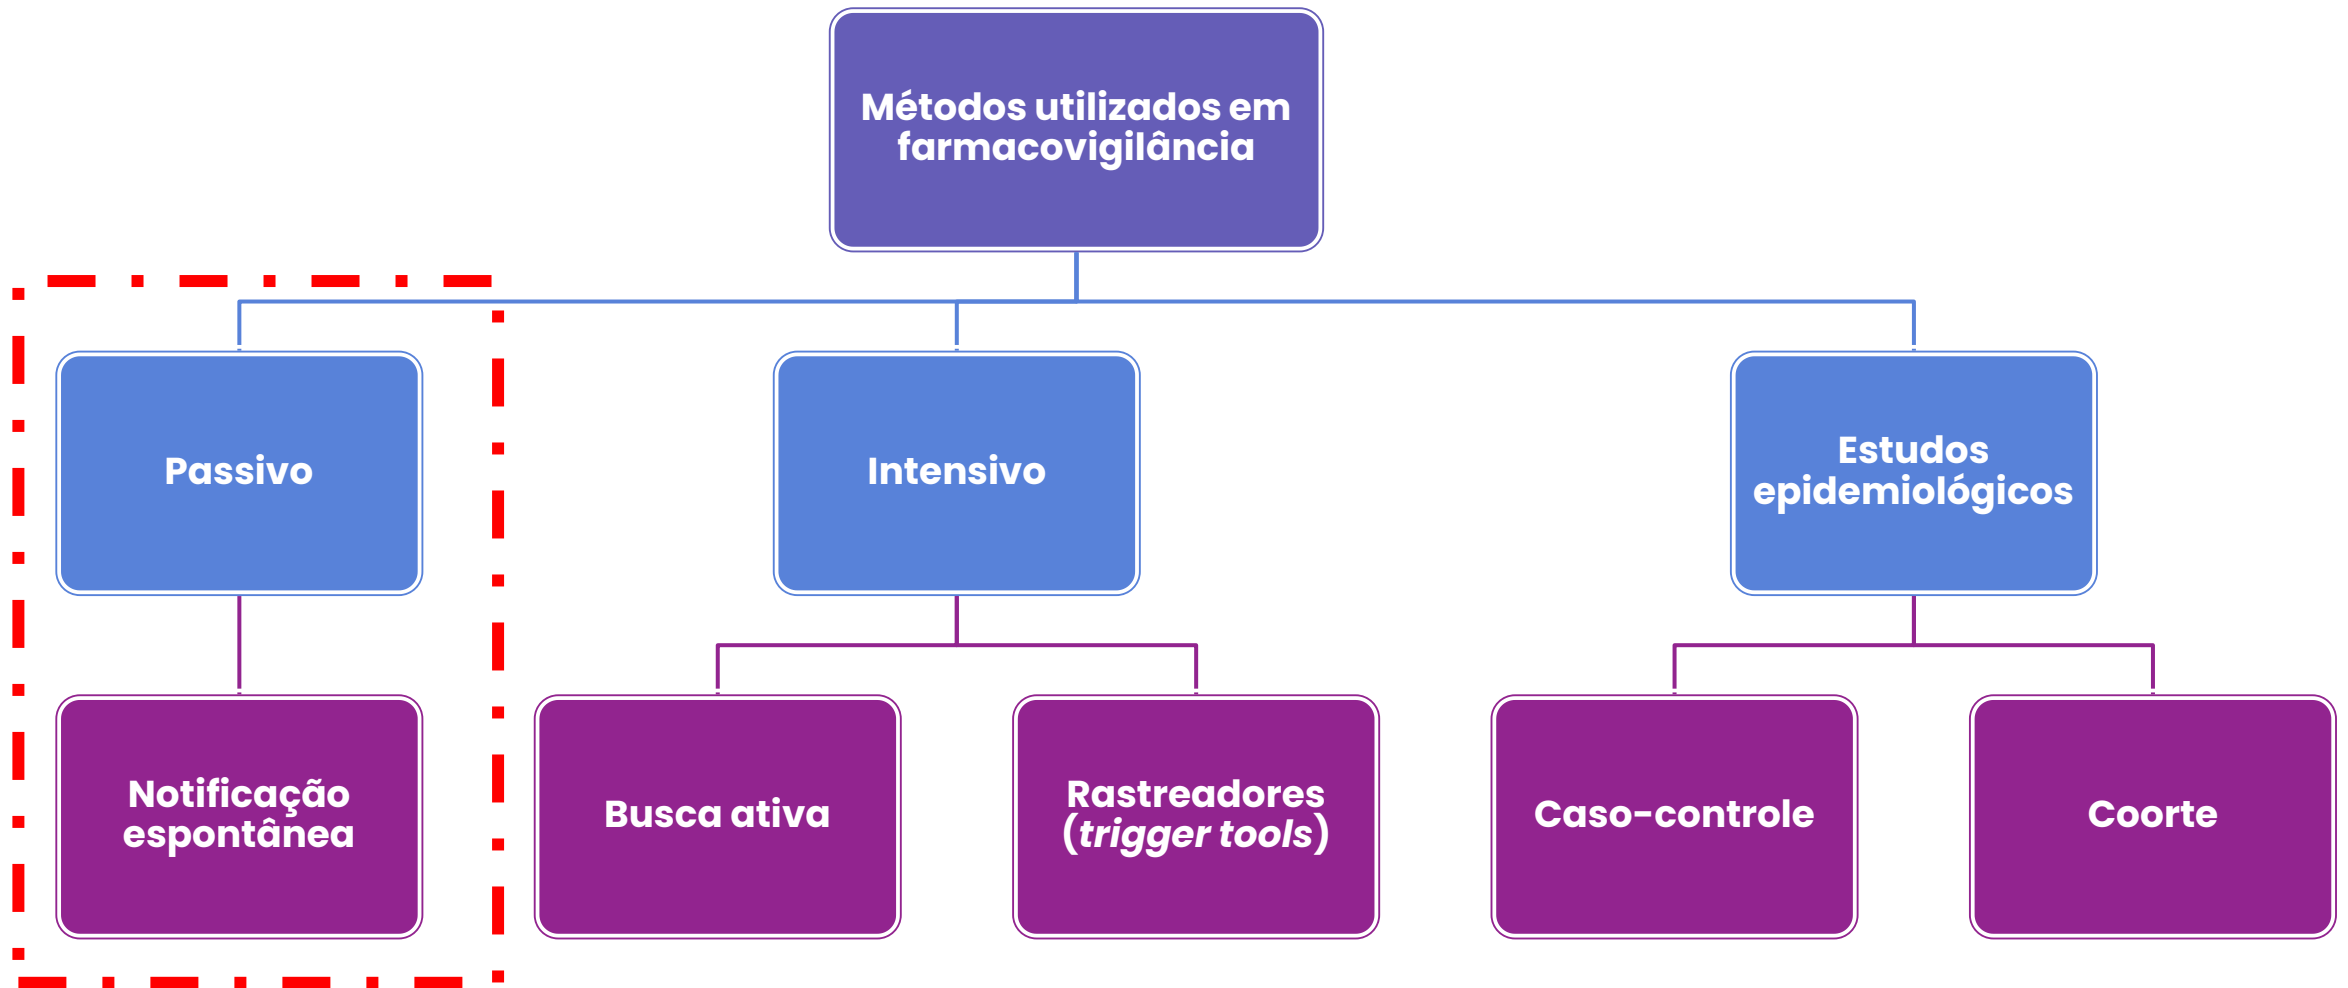 Métodos utilizados em
farmacovigilância
Passivo
Intensivo
Estudos
epidemiológicos
Notificação
espontânea
Busca ativa
Rastreadores
(trigger tools)
Caso-controle
Coorte